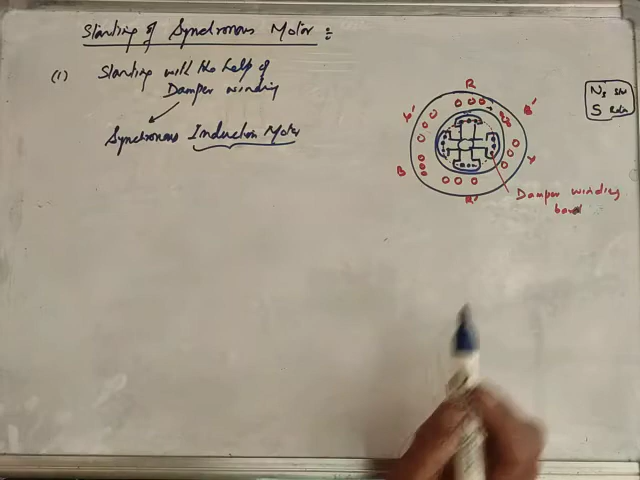 Starting of Synchronous Motor :
(1) Starting with the help of
Damper winding
Synchronous Induction Motor
R
Y'
B'
B
Y
R'
Damper winding
N
S